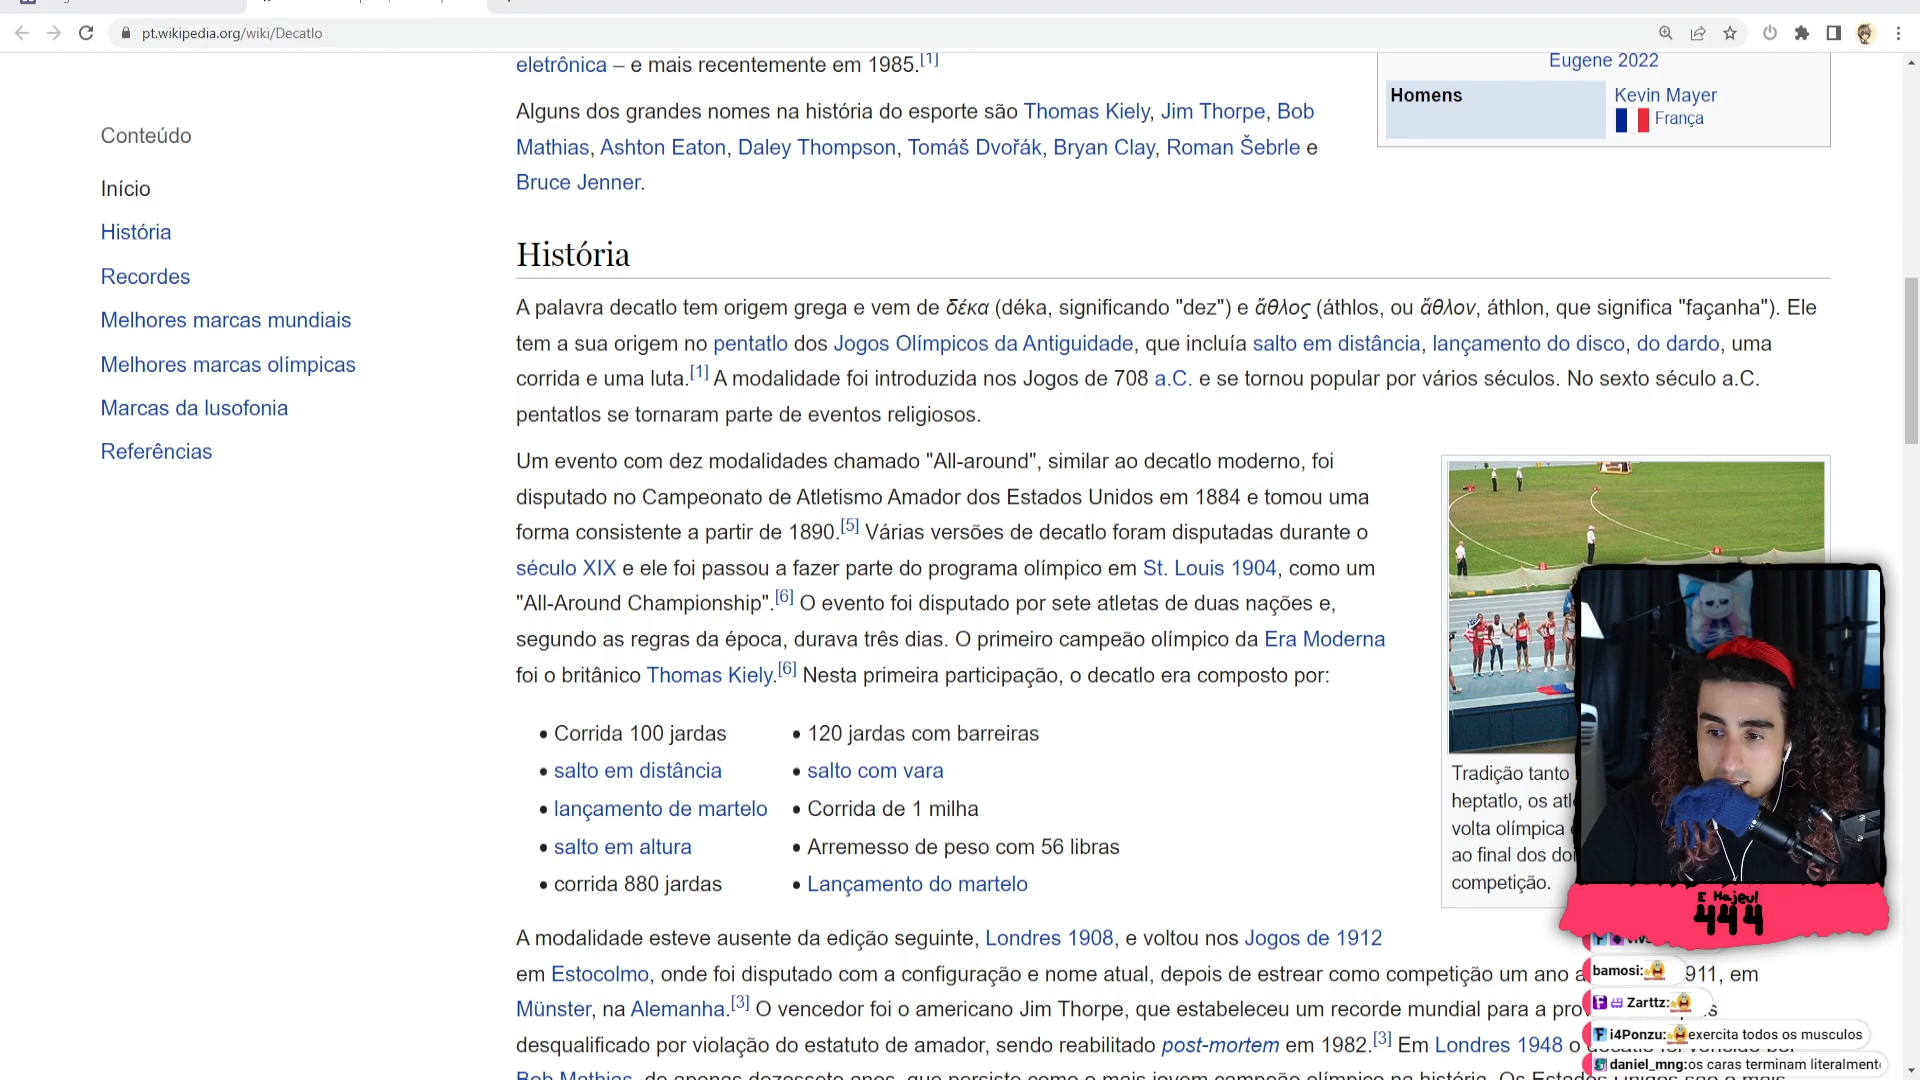 pt.wikipedia.org/wiki/Decatlo
Conteúdo
Início
História
Recordes
Melhores marcas mundiais
Melhores marcas olímpicas
Marcas da lusofonia
Referências
eletrônica – e mais recentemente em 1985.[1]
Alguns dos grandes nomes na história do esporte são Thomas Kiely, Jim Thorpe, Bob
Mathias, Ashton Eaton, Daley Thompson, Tomáš Dvořák, Bryan Clay, Roman Šebrle e
Bruce Jenner.
Eugene 2022
Homens
Kevin Mayer
França
História
A palavra decatlo tem origem grega e vem de δέκα (déka, significando "dez") e ἄθλος (áthlos, ou ἄθλον, áthlon, que significa "façanha"). Ele
tem a sua origem no pentatlo dos Jogos Olímpicos da Antiguidade, que incluía salto em distância, lançamento do disco, do dardo, uma
corrida e uma luta.[1] A modalidade foi introduzida nos Jogos de 708 a.C. e se tornou popular por vários séculos. No sexto século a.C.
pentatlos se tornaram parte de eventos religiosos.
Um evento com dez modalidades chamado "All-around", similar ao decatlo moderno, foi
disputado no Campeonato de Atletismo Amador dos Estados Unidos em 1884 e tomou uma
forma consistente a partir de 1890.[5] Várias versões de decatlo foram disputadas durante o
século XIX e ele foi passou a fazer parte do programa olímpico em St. Louis 1904, como um
"All-Around Championship".[6] O evento foi disputado por sete atletas de duas nações e,
segundo as regras da época, durava três dias. O primeiro campeão olímpico da Era Moderna
foi o britânico Thomas Kiely.[6] Nesta primeira participação, o decatlo era composto por:
• Corrida 100 jardas
• salto em distância
• lançamento de martelo
• salto em altura
• corrida 880 jardas
• 120 jardas com barreiras
• salto com vara
• Corrida de 1 milha
• Arremesso de peso com 56 libras
• Lançamento do martelo
Tradição tanto
heptatlo, os atl
volta olímpica
ao final dos do
competição.
A modalidade esteve ausente da edição seguinte, Londres 1908, e voltou nos Jogos de 1912
em Estocolmo, onde foi disputado com a configuração e nome atual, depois de estrear como competição um ano a 911, em
Münster, na Alemanha.[3] O vencedor foi o americano Jim Thorpe, que estabeleceu um recorde mundial para a pro
desqualificado por violação do estatuto de amador, sendo reabilitado post-mortem em 1982.[3] Em Londres 1948 o
Bob Mathias, de apenas dezessete anos, que persiste como o mais jovem campeão olímpico na história. Os Estados
444
bamosi:
Zarttz:
i4Ponzu: exercita todos os musculos
daniel_mng:os caras terminam literalment